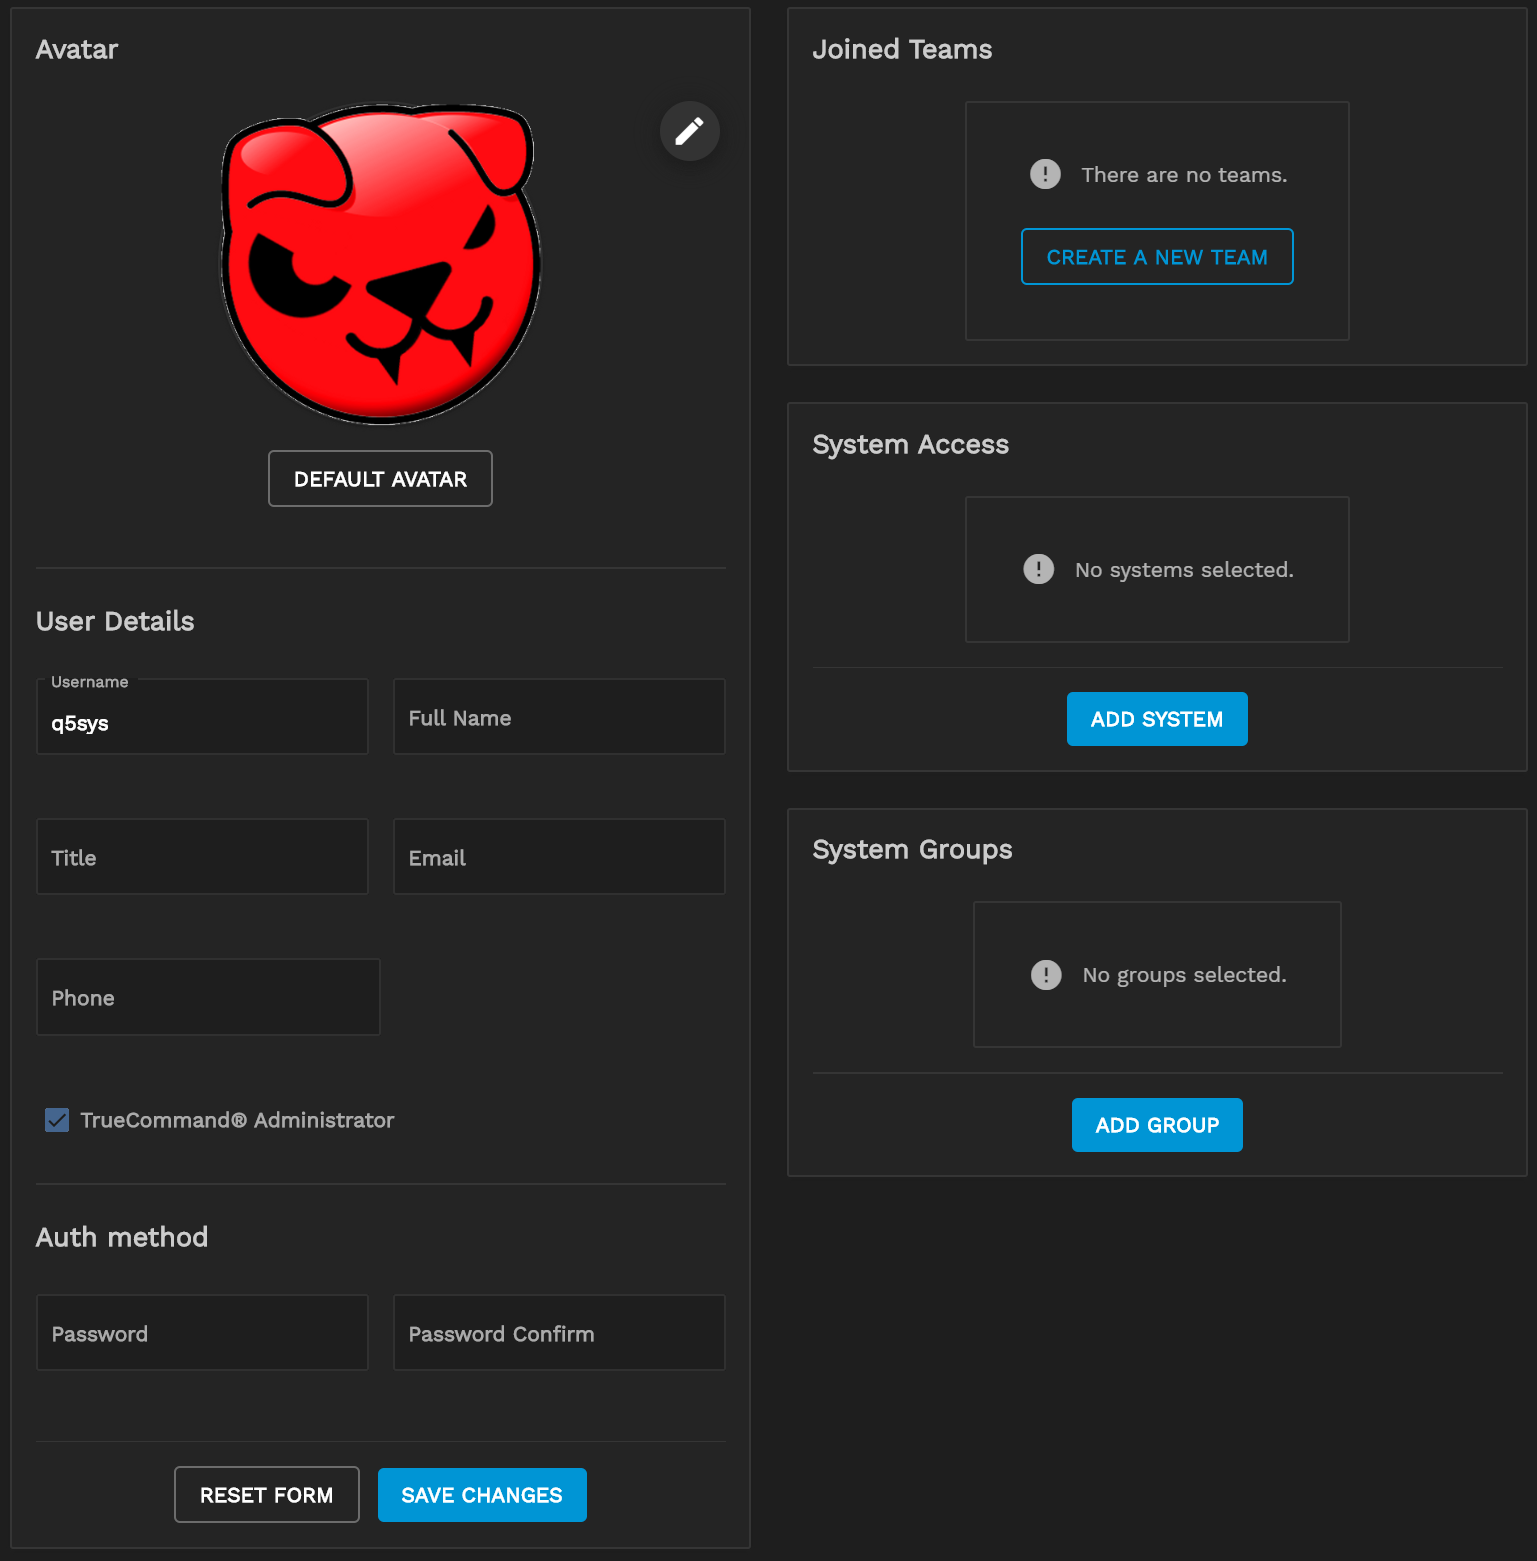 Avatar
DEFAULT AVATAR
User Details
Username
q5sys
Full Name
Title
Email
Phone
TrueCommand® Administrator
Auth method
Password
Password Confirm
RESET FORM
SAVE CHANGES
Joined Teams
There are no teams.
CREATE A NEW TEAM
System Access
No systems selected.
ADD SYSTEM
System Groups
No groups selected.
ADD GROUP